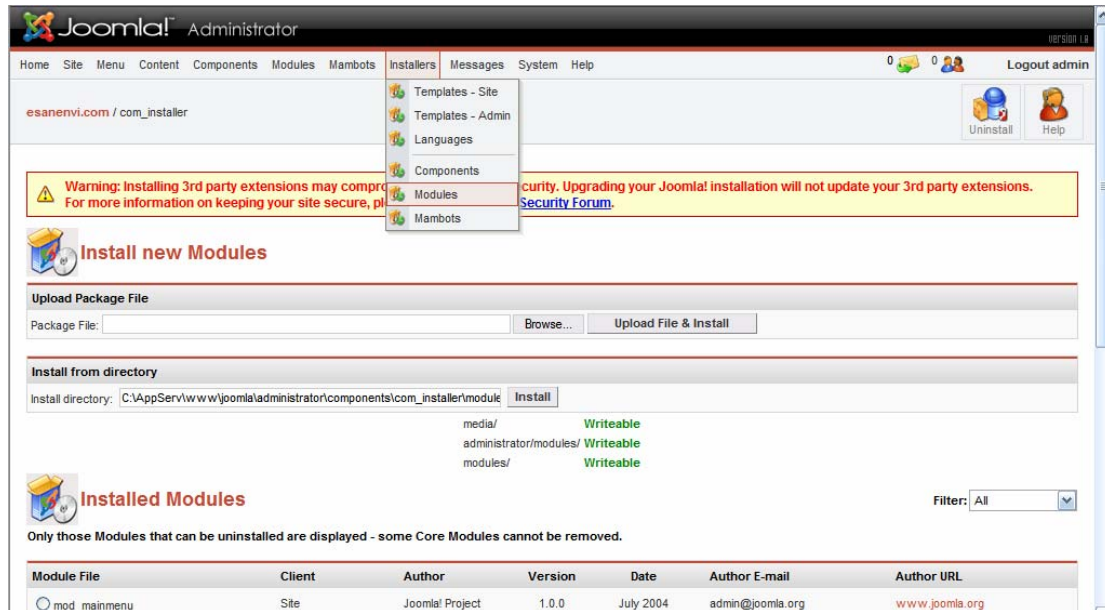 Joomla!™ Administrator
version 1.0
Home Site Menu Content Components Modules Mambots Installers Messages System Help 0 0 Logout admin
Templates - Site
Templates - Admin
Languages
Components
Modules
Mambots
esanenvi.com / com_installer
Uninstall Help
Warning: Installing 3rd party extensions may compro curity. Upgrading your Joomla! installation will not update your 3rd party extensions.
For more information on keeping your site secure, pl Security Forum.
Install new Modules
Upload Package File
Package File: Browse... Upload File & Install
Install from directory
Install directory: C:\AppServ\www\joomla\administrator\components\com_installer\module Install
media/ Writeable
administrator/modules/ Writeable
modules/ Writeable
Installed Modules
Filter: All
Only those Modules that can be uninstalled are displayed - some Core Modules cannot be removed.
Module File Client Author Version Date Author E-mail Author URL
mod_mainmenu Site Joomla! Project 1.0.0 July 2004 admin@joomla.org www.joomla.org